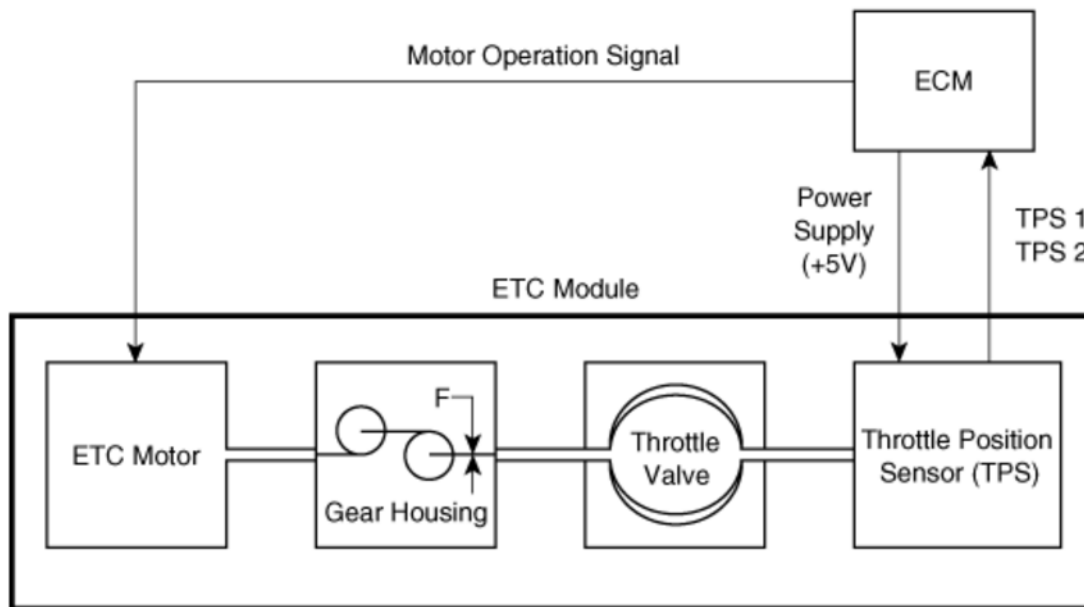 Motor Operation Signal
ECM
Power
Supply
(+5V)
TPS 1
TPS 2
ETC Module
ETC Motor
F
Gear Housing
Throttle
Valve
Throttle Position
Sensor (TPS)